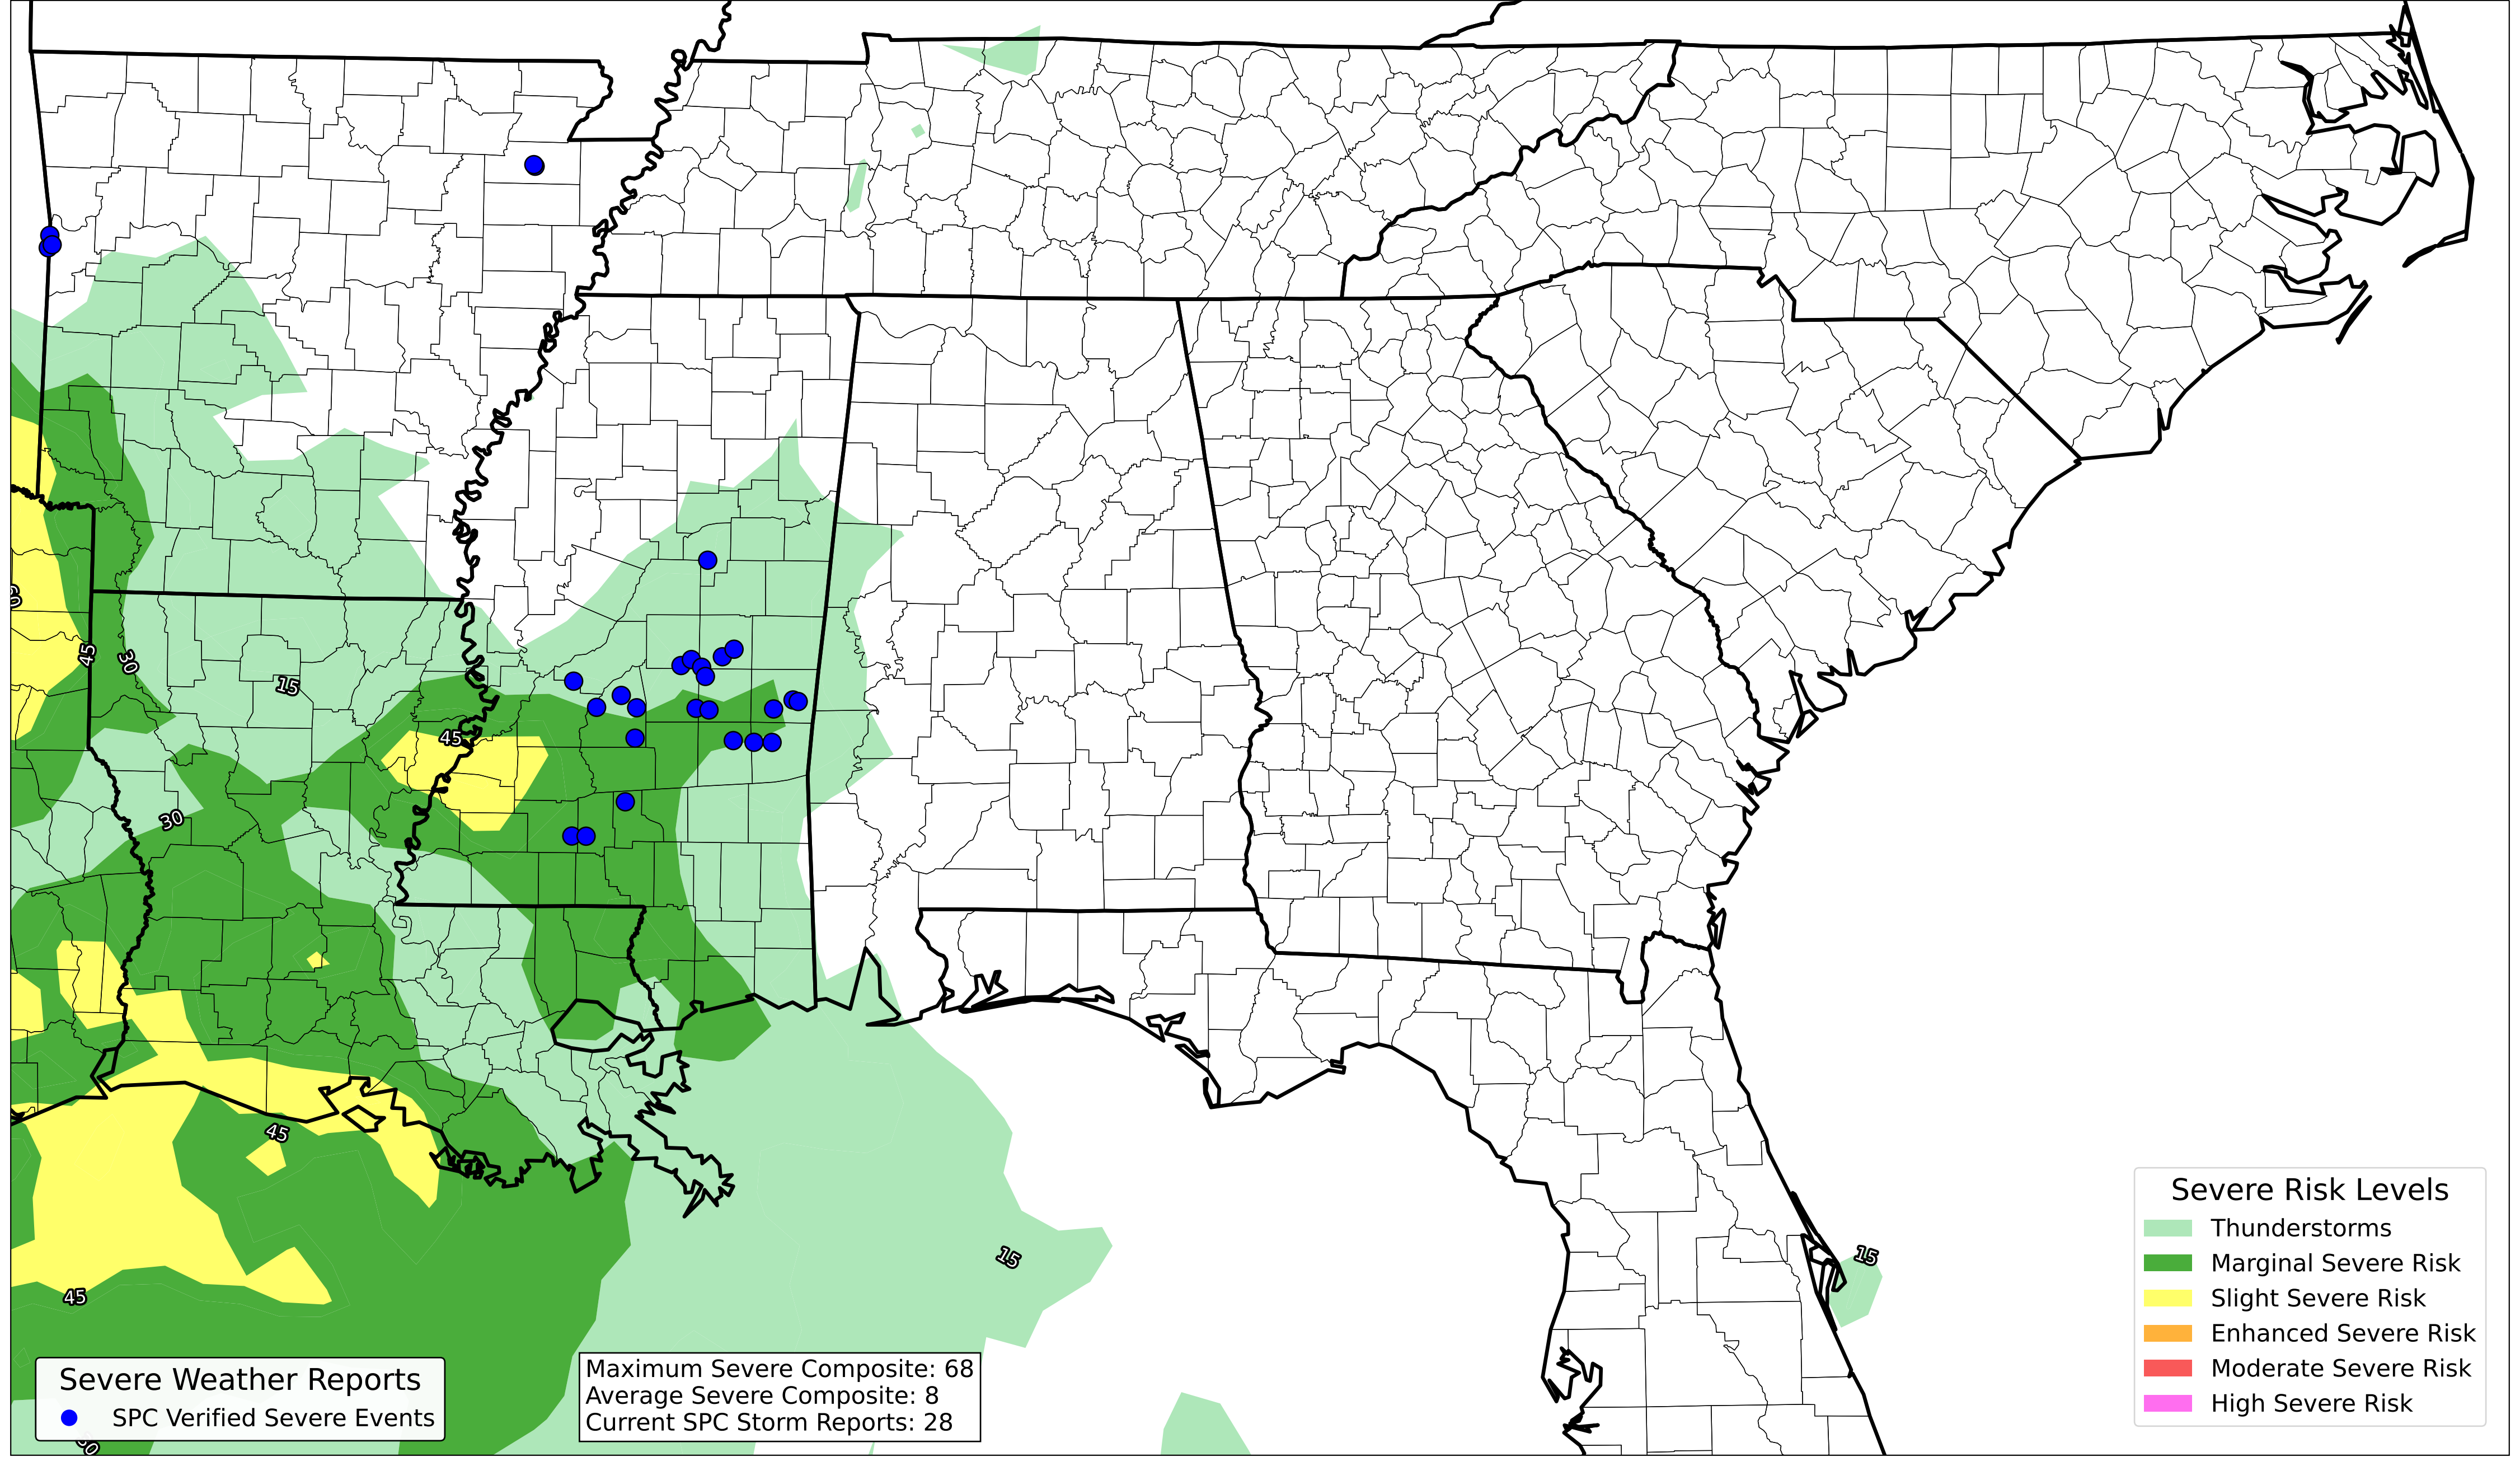 45
30
15
45
30
45
15
15
45
Severe Risk Levels
Thunderstorms
Marginal Severe Risk
Slight Severe Risk
Enhanced Severe Risk
Moderate Severe Risk
High Severe Risk
Severe Weather Reports
SPC Verified Severe Events
Maximum Severe Composite: 68
Average Severe Composite: 8
Current SPC Storm Reports: 28